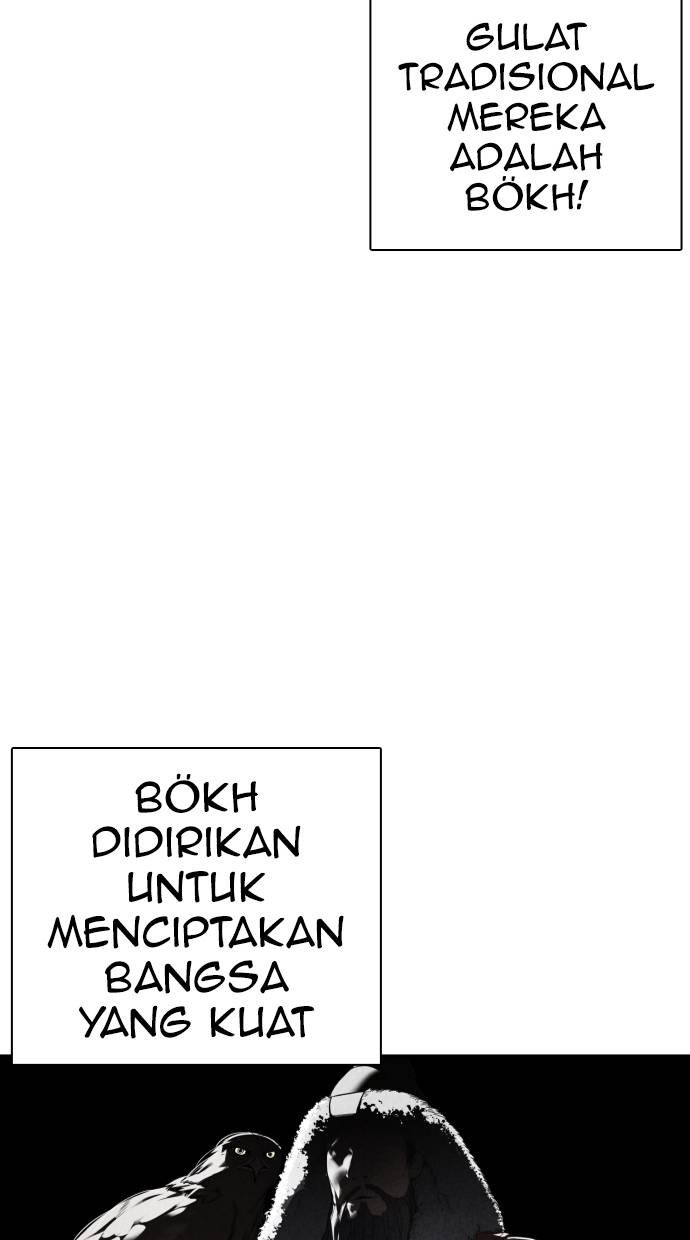 GULAT
TRADISIONAL
MEREKA
ADALAH
BÖKH!
BÖKH
DIDIRIKAN
UNTUK
MENCIPTAKAN
BANGSA
YANG KUAT